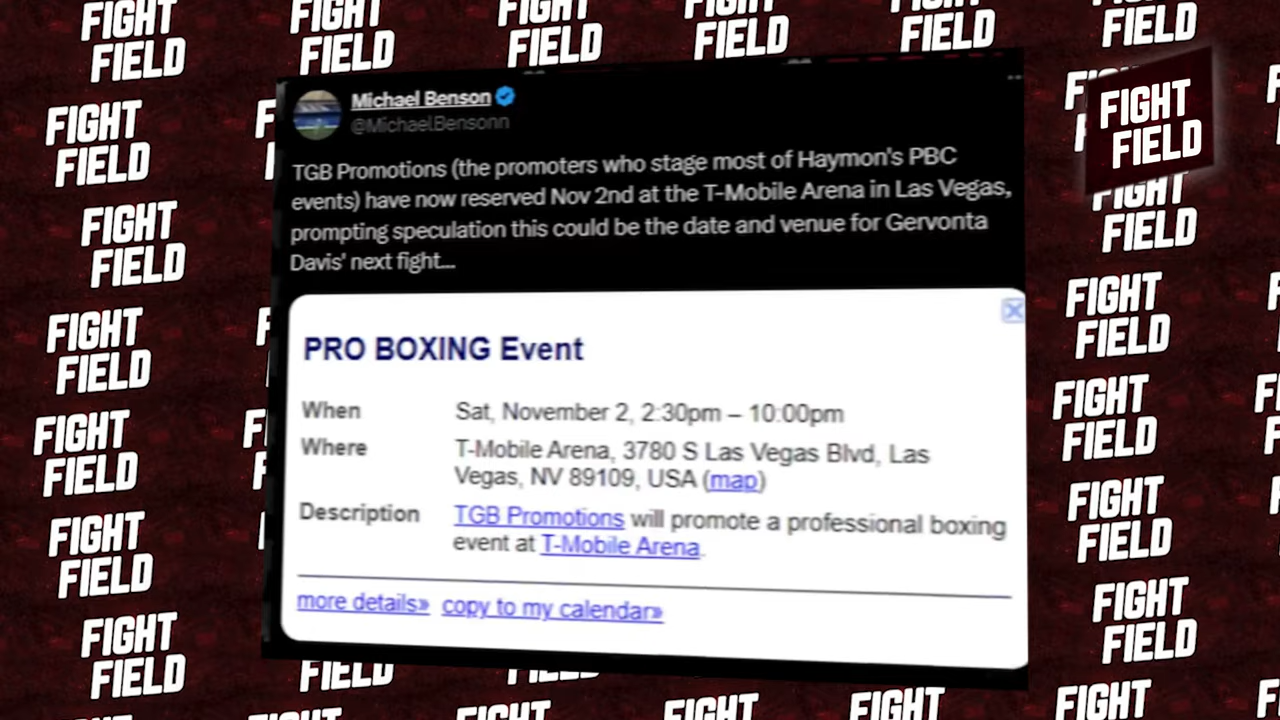 FIGHT FIELD
Michael Benson
@MichaelBensonn
TGB Promotions (the promoters who stage most of Haymon's PBC
events) have now reserved Nov 2nd at the T-Mobile Arena in Las Vegas,
prompting speculation this could be the date and venue for Gervonta
Davis' next fight...
PRO BOXING Event
When Sat, November 2, 2:30pm – 10:00pm
Where T-Mobile Arena, 3780 S Las Vegas Blvd, Las
Vegas, NV 89109, USA (map)
Description TGB Promotions will promote a professional boxing
event at T-Mobile Arena.
more details» copy to my calendar»
FIGHT
FIELD